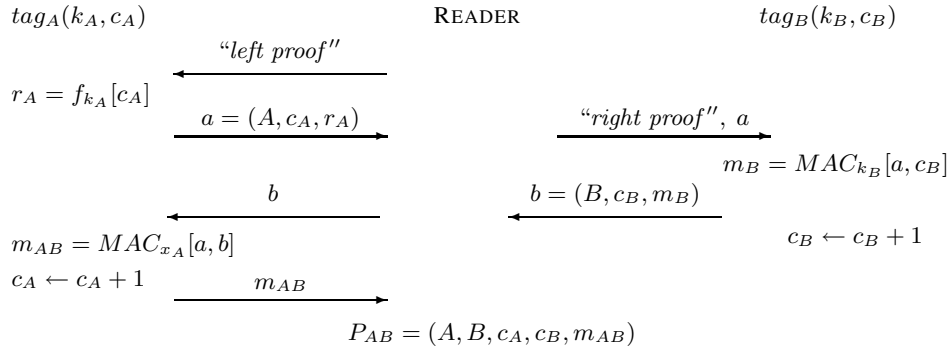 tag_A(k_A, c_A) READER tag_B(k_B, c_B)
“left proof”
r_A = f_{k_A}[c_A]
a = (A, c_A, r_A) “right proof”, a
m_B = MAC_{k_B}[a, c_B]
b b = (B, c_B, m_B)
m_{AB} = MAC_{x_A}[a, b] c_B ← c_B + 1
c_A ← c_A + 1 m_{AB}
P_{AB} = (A, B, c_A, c_B, m_{AB})